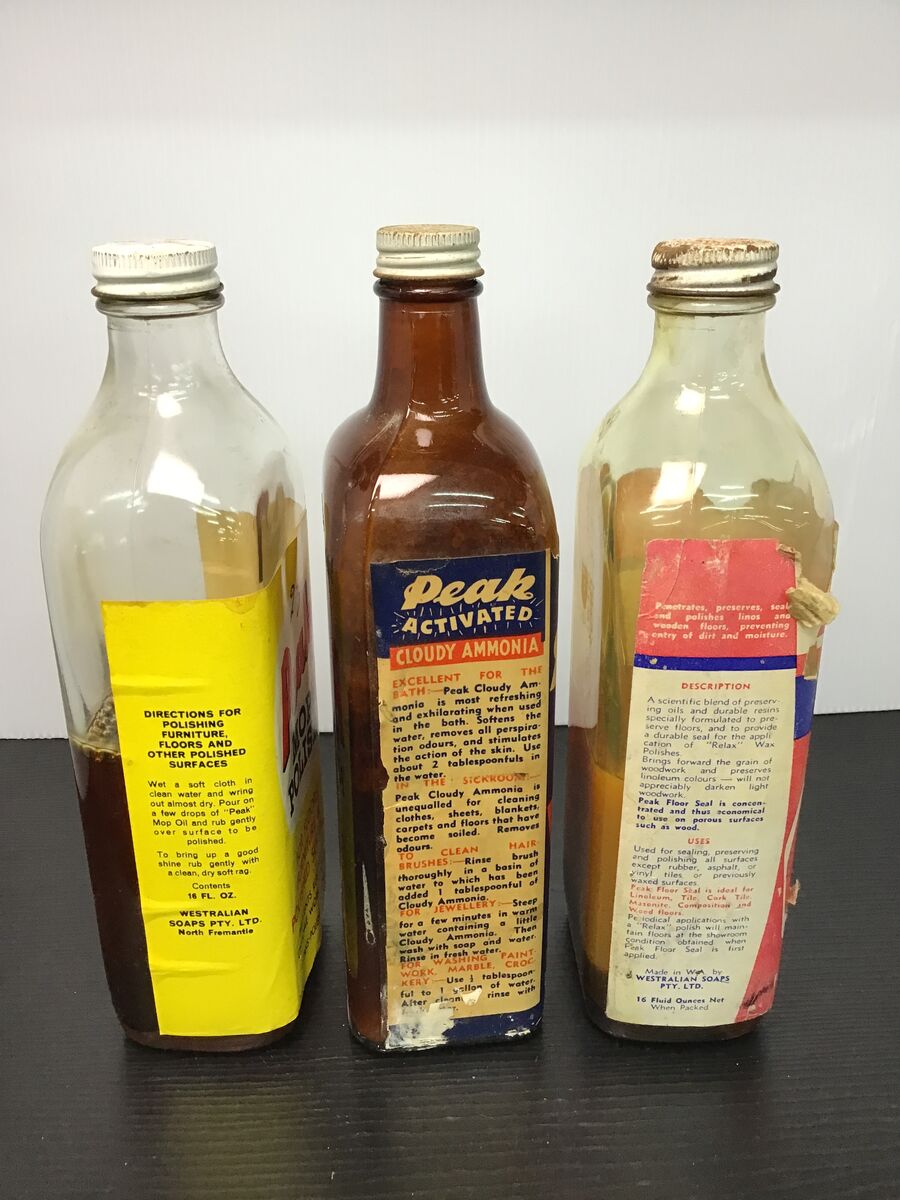 DIRECTIONS FOR
POLISHING
FURNITURE,
FLOORS AND
OTHER POLISHED
SURFACES
Wet a soft cloth in
clean water and wring
out almost dry. Pour on
a few drops of "Peak"
Mop Oil and rub gently
over surface to be
polished.
To bring up a good
shine rub gently with
a clean, dry soft rag.
Contents
16 FL. OZ.
WESTRALIAN
SOAPS PTY. LTD.
North Fremantle
Peak
ACTIVATED
CLOUDY AMMONIA
EXCELLENT FOR THE
BATH:—Peak Cloudy Am-
monia is most refreshing
and exhilarating when used
in the bath. Softens the
water, removes all perspira-
tion odours, and stimulates
the action of the skin. Use
about 2 tablespoonfuls in
the water.
IN THE SICKROOM:—
Peak Cloudy Ammonia is
unequalled for cleaning
clothes, sheets, blankets,
carpets and floors that have
become soiled. Removes
odours.
TO CLEAN HAIR-
BRUSHES:—Rinse brush
thoroughly in a basin of
water to which has been
added 1 tablespoonful of
Cloudy Ammonia.
FOR JEWELLERY:—Steep
for a few minutes in warm
water containing a little
Cloudy Ammonia. Then
wash with soap and water.
Rinse in fresh water.
FOR WASHING PAINT
WORK, MARBLE, CROC
KERY—Use ½ tablespoon-
ful to 1 gallon of water.
After rinse with
Penetrates, preserves, seal
and polishes linos and
wooden floors, preventing
entry of dirt and moisture.
DESCRIPTION
A scientific blend of preserv-
ing oils and durable resins
specially formulated to pre-
serve floors, and to provide
a durable seal for the appli
cation of "Relax" Wax
Polishes.
Brings forward the grain of
woodwork and preserves
linoleum colours — will not
appreciably darken light
woodwork.
Peak Floor Seal is concen-
trated and thus economical
to use on porous surfaces
such as wood.
USES
Used for sealing, preserving
and polishing all surfaces
except rubber, asphalt, or
vinyl tiles or previously
waxed surfaces.
Peak Floor Seal is ideal for
Linoleum, Tile, Cork Tile,
Masonite, Composition and
Wood floors.
Periodical applications with
a "Relax" polish will main-
tain floors at the showroom
condition obtained when
Peak Floor Seal is first
applied.
Made in W.A. by
WESTRALIAN SOAPS
PTY. LTD.
16 Fluid Ounces Net
When Packed